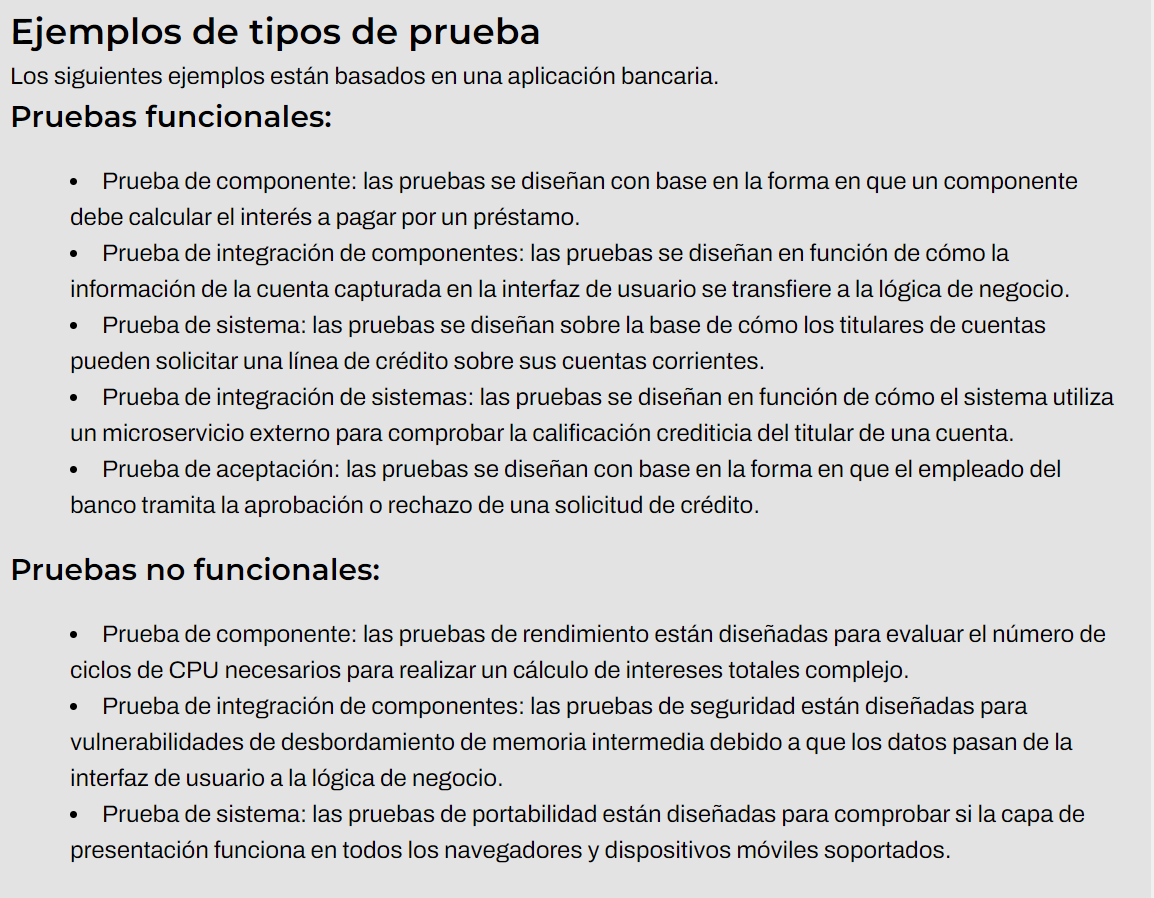 Ejemplos de tipos de prueba
Los siguientes ejemplos están basados en una aplicación bancaria.
Pruebas funcionales:
• Prueba de componente: las pruebas se diseñan con base en la forma en que un componente
debe calcular el interés a pagar por un préstamo.
• Prueba de integración de componentes: las pruebas se diseñan en función de cómo la
información de la cuenta capturada en la interfaz de usuario se transfiere a la lógica de negocio.
• Prueba de sistema: las pruebas se diseñan sobre la base de cómo los titulares de cuentas
pueden solicitar una línea de crédito sobre sus cuentas corrientes.
• Prueba de integración de sistemas: las pruebas se diseñan en función de cómo el sistema utiliza
un microservicio externo para comprobar la calificación crediticia del titular de una cuenta.
• Prueba de aceptación: las pruebas se diseñan con base en la forma en que el empleado del
banco tramita la aprobación o rechazo de una solicitud de crédito.
Pruebas no funcionales:
• Prueba de componente: las pruebas de rendimiento están diseñadas para evaluar el número de
ciclos de CPU necesarios para realizar un cálculo de intereses totales complejo.
• Prueba de integración de componentes: las pruebas de seguridad están diseñadas para
vulnerabilidades de desbordamiento de memoria intermedia debido a que los datos pasan de la
interfaz de usuario a la lógica de negocio.
• Prueba de sistema: las pruebas de portabilidad están diseñadas para comprobar si la capa de
presentación funciona en todos los navegadores y dispositivos móviles soportados.